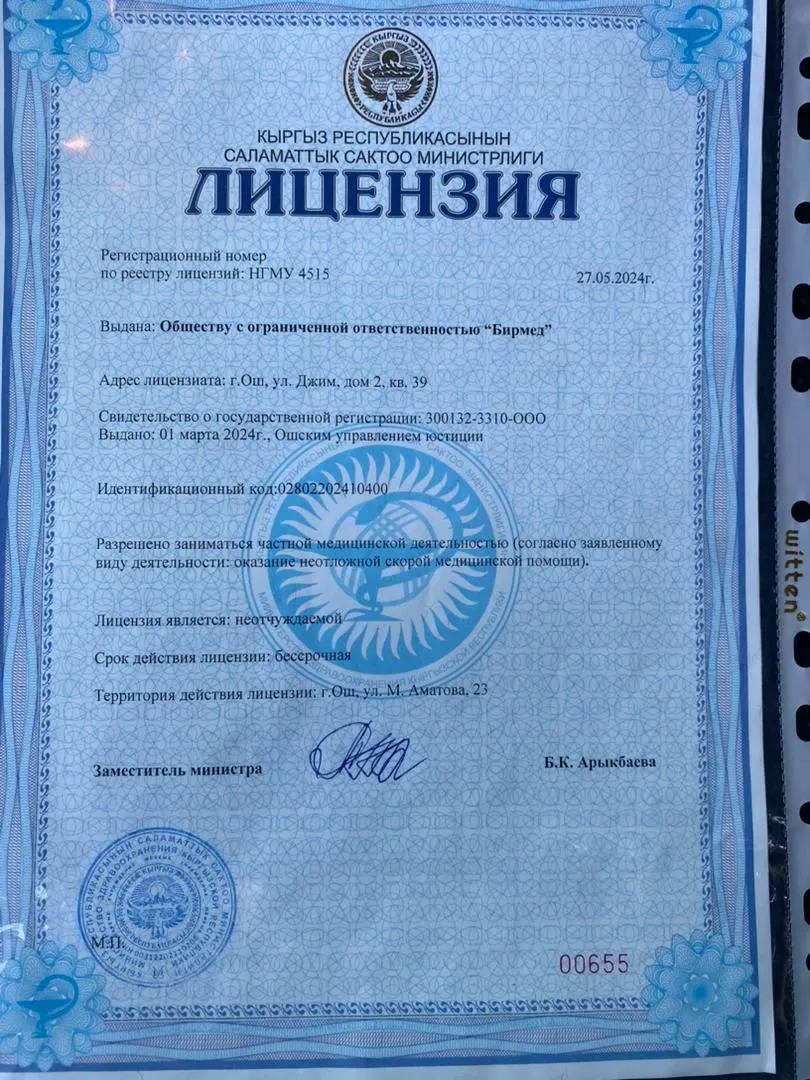 КЫРГЫЗ
РЕСПУБЛИКАСЫ
КЫРГЫЗ РЕСПУБЛИКАСЫНЫН
САЛАМАТТЫК САКТОО МИНИСТРЛИГИ
ЛИЦЕНЗИЯ
Регистрационный номер
по реестру лицензий: НГМУ 4515
27.05.2024г.
Выдана: Обществу с ограниченной ответственностью “Бирмед”
Адрес лицензиата: г.Ош, ул. Джим, дом 2, кв. 39
Свидетельство о государственной регистрации: 300132-3310-ООО
Выдано: 01 марта 2024г., Ошским управлением юстиции
Идентификационный код:02802202410400
Разрешено заниматься частной медицинской деятельностью (согласно заявленному
виду деятельности: оказание неотложной скорой медицинской помощи).
Лицензия является: неотчуждаемой
Срок действия лицензии: бессрочная
Территория действия лицензии: г.Ош, ул. М. Аматова, 23
Заместитель министра
Б.К. Арыкбаева
М.П.
00655
witten®